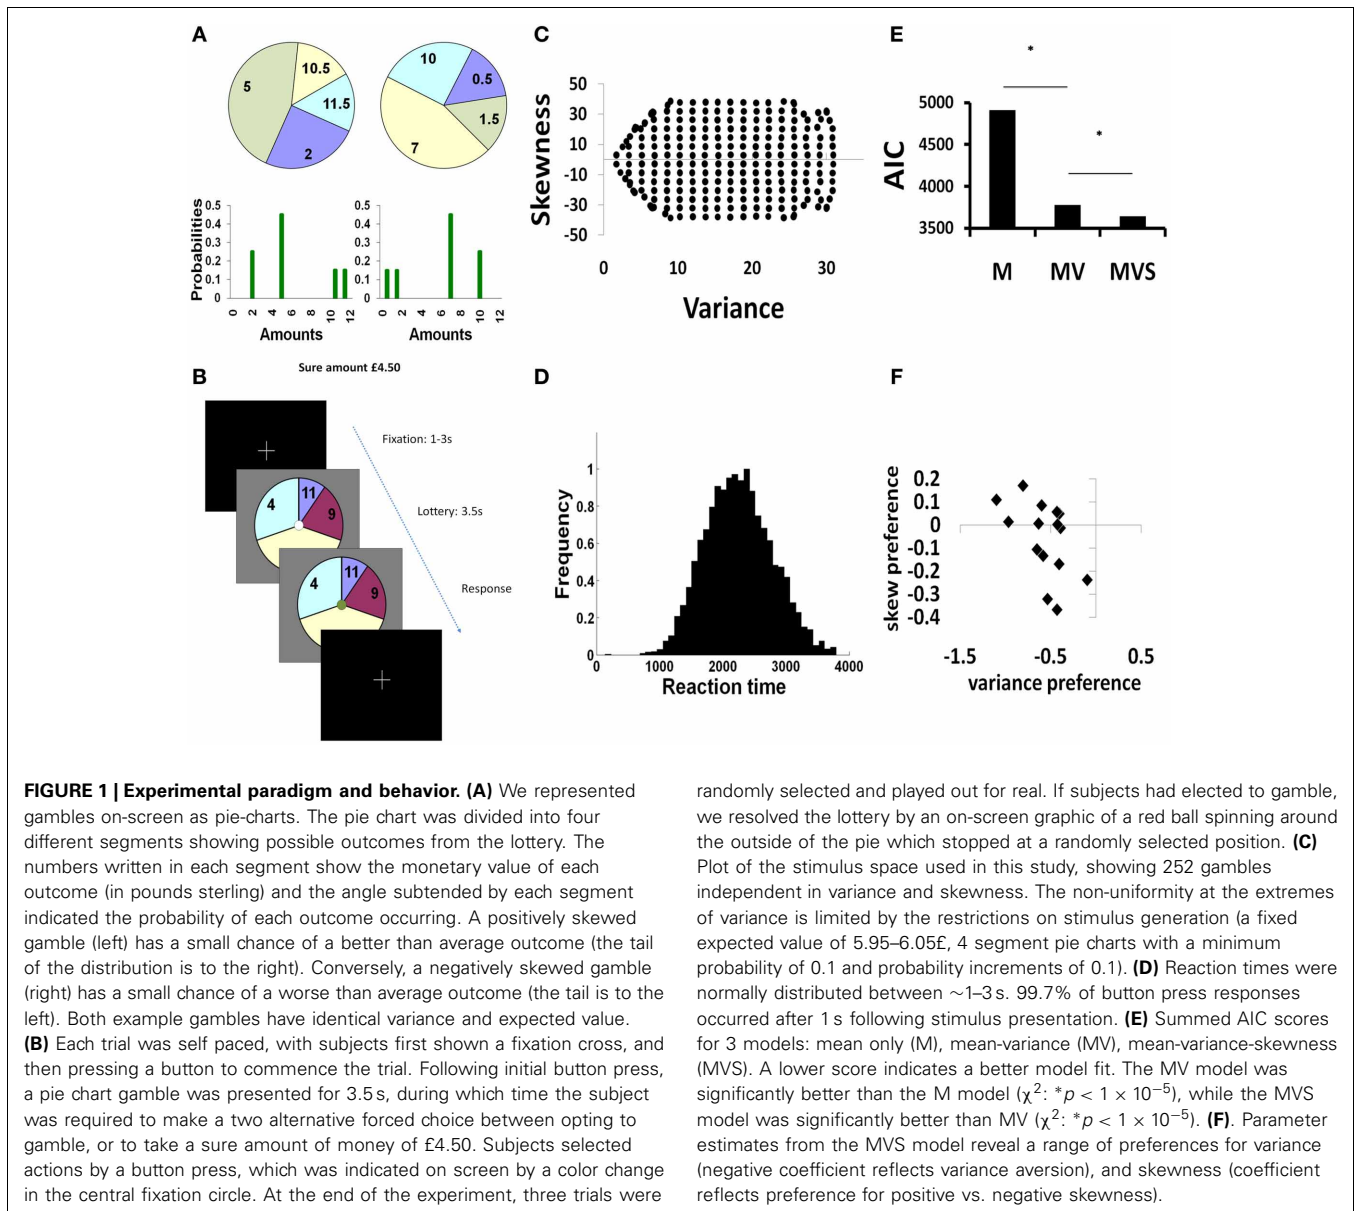 A
5
10.5
11.5
2
10
0.5
1.5
7
Probabilities
0.5
0.4
0.3
0.2
0.1
0
0 2 4 6 8 10 12
Amounts
0.5
0.4
0.3
0.2
0.1
0
0 2 4 6 8 10 12
Amounts
B
Sure amount £4.50
Fixation: 1-3s
4 11 9
Lottery: 3.5s
4 11 9
Response
C
Skewness
50
30
10
-10
-30
-50
0 10 20 30
Variance
D
Frequency
1
0.8
0.6
0.4
0.2
0
0 1000 2000 3000 4000
Reaction time
E
*
*
AIC
5000
4500
4000
3500
M MV MVS
F
skew preference
0.2
0.1
0
-0.1
-0.2
-0.3
-0.4
-1.5 -0.5 0.5
variance preference
FIGURE 1 | Experimental paradigm and behavior. (A) We represented
gambles on-screen as pie-charts. The pie chart was divided into four
different segments showing possible outcomes from the lottery. The
numbers written in each segment show the monetary value of each
outcome (in pounds sterling) and the angle subtended by each segment
indicated the probability of each outcome occurring. A positively skewed
gamble (left) has a small chance of a better than average outcome (the tail
of the distribution is to the right). Conversely, a negatively skewed gamble
(right) has a small chance of a worse than average outcome (the tail is to the
left). Both example gambles have identical variance and expected value.
(B) Each trial was self paced, with subjects first shown a fixation cross, and
then pressing a button to commence the trial. Following initial button press,
a pie chart gamble was presented for 3.5 s, during which time the subject
was required to make a two alternative forced choice between opting to
gamble, or to take a sure amount of money of £4.50. Subjects selected
actions by a button press, which was indicated on screen by a color change
in the central fixation circle. At the end of the experiment, three trials were
randomly selected and played out for real. If subjects had elected to gamble,
we resolved the lottery by an on-screen graphic of a red ball spinning around
the outside of the pie which stopped at a randomly selected position. (C)
Plot of the stimulus space used in this study, showing 252 gambles
independent in variance and skewness. The non-uniformity at the extremes
of variance is limited by the restrictions on stimulus generation (a fixed
expected value of 5.95–6.05£, 4 segment pie charts with a minimum
probability of 0.1 and probability increments of 0.1). (D) Reaction times were
normally distributed between ∼1–3 s. 99.7% of button press responses
occurred after 1 s following stimulus presentation. (E) Summed AIC scores
for 3 models: mean only (M), mean-variance (MV), mean-variance-skewness
(MVS). A lower score indicates a better model fit. The MV model was
significantly better than the M model (χ²: *p < 1 × 10⁻⁵), while the MVS
model was significantly better than MV (χ²: *p < 1 × 10⁻⁵). (F). Parameter
estimates from the MVS model reveal a range of preferences for variance
(negative coefficient reflects variance aversion), and skewness (coefficient
reflects preference for positive vs. negative skewness).